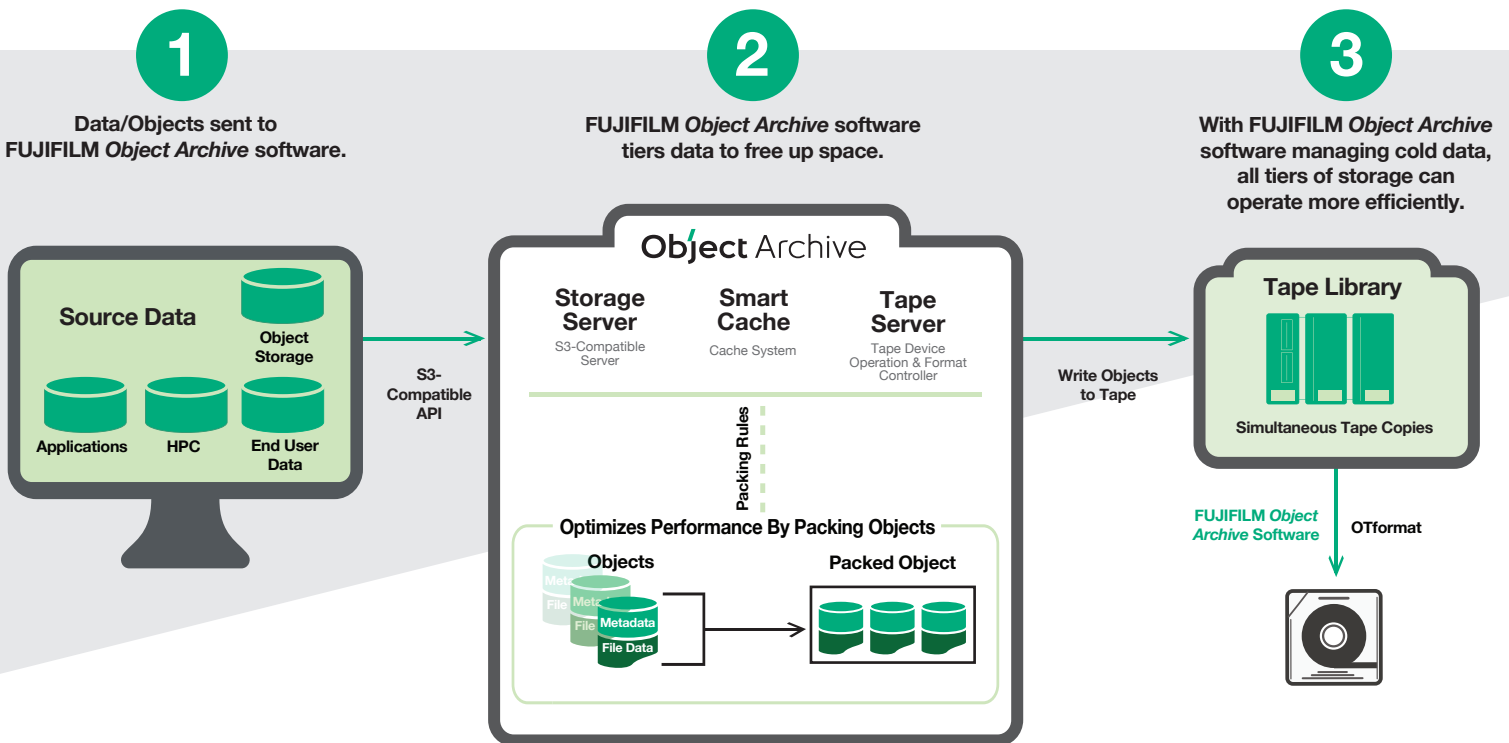 1
Data/Objects sent to
FUJIFILM Object Archive software.
Source Data
Object
Storage
Applications
HPC
End User
Data
S3-
Compatible
API
2
FUJIFILM Object Archive software
tiers data to free up space.
Object Archive
Storage
Server
S3-Compatible
Server
Smart
Cache
Cache System
Tape
Server
Tape Device
Operation & Format
Controller
Packing Rules
Optimizes Performance By Packing Objects
Objects
Metadata
File Data
Packed Object
Write Objects
to Tape
3
With FUJIFILM Object Archive
software managing cold data,
all tiers of storage can
operate more efficiently.
Tape Library
Simultaneous Tape Copies
FUJIFILM Object
Archive Software
OTformat